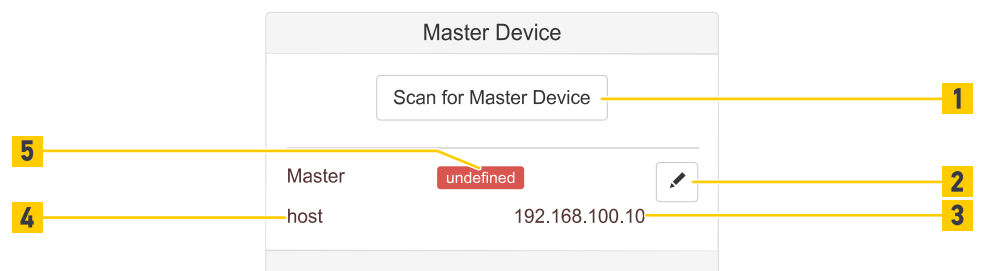 Master Device
Scan for Master Device
1
5
Master undefined
2
4 host 192.168.100.10 3